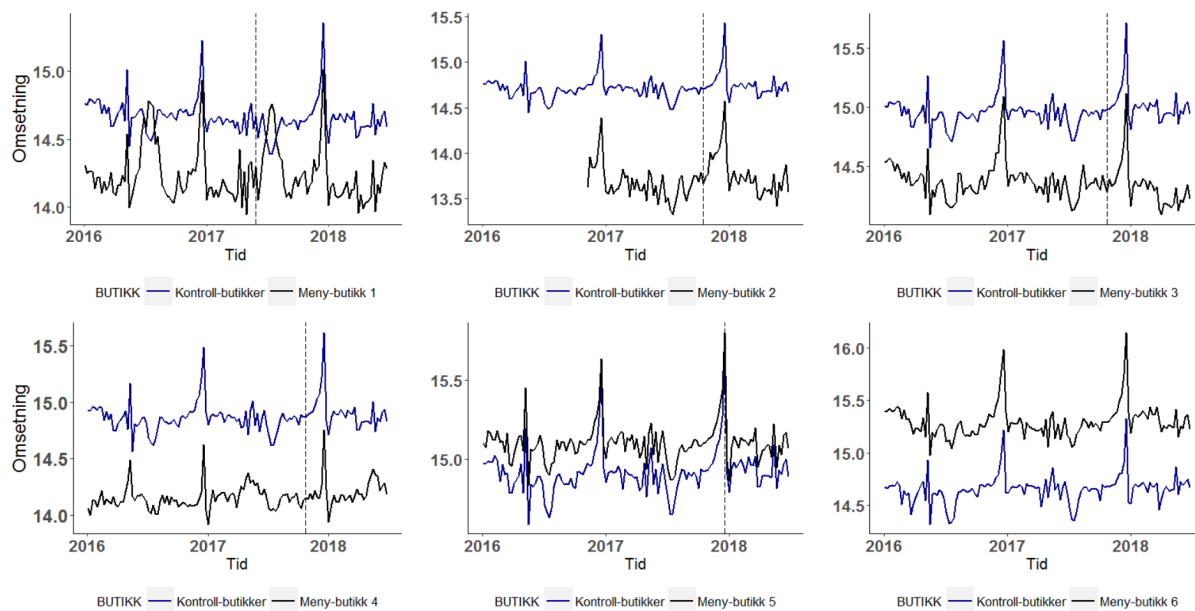 Omsetning
15.0
14.5
14.0
2016 2017 2018
Tid
BUTIKK Kontroll-butikker Meny-butikk 1
15.5
15.0
14.5
14.0
13.5
2016 2017 2018
Tid
BUTIKK Kontroll-butikker Meny-butikk 2
15.5
15.0
14.5
2016 2017 2018
Tid
BUTIKK Kontroll-butikker Meny-butikk 3
Omsetning
15.5
15.0
14.5
14.0
2016 2017 2018
Tid
BUTIKK Kontroll-butikker Meny-butikk 4
15.5
15.0
2016 2017 2018
Tid
BUTIKK Kontroll-butikker Meny-butikk 5
16.0
15.5
15.0
14.5
2016 2017 2018
Tid
BUTIKK Kontroll-butikker Meny-butikk 6